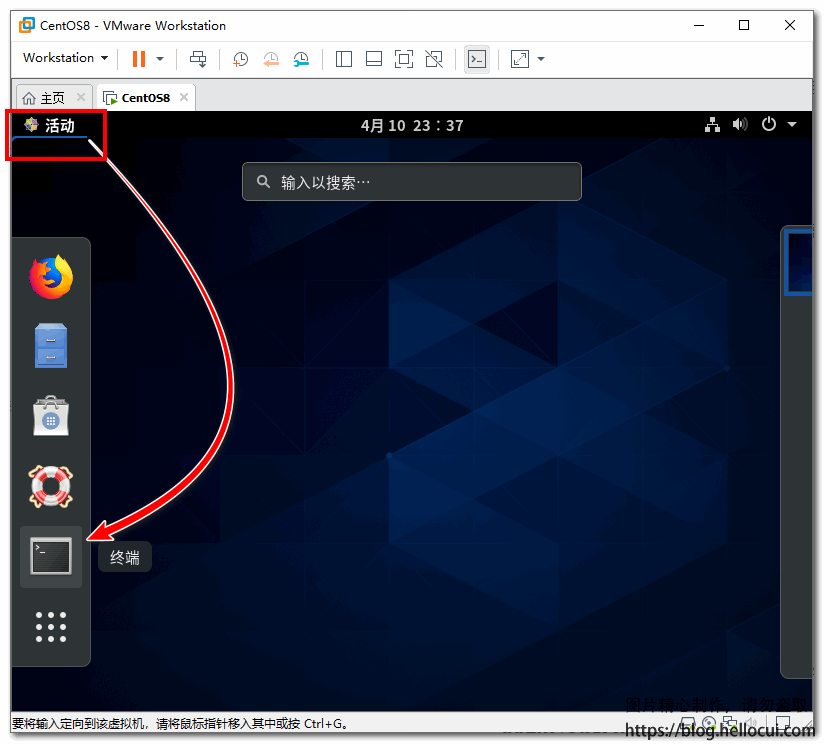 CentOS8 - VMware Workstation
Workstation
主页
CentOS8
活动
4月 10 23：37
输入以搜索…
终端
图片精心制作，请勿盗取
要将输入定向到该虚拟机，请将鼠标指针移入其中或按 Ctrl+G。
https://blog.hellocui.com